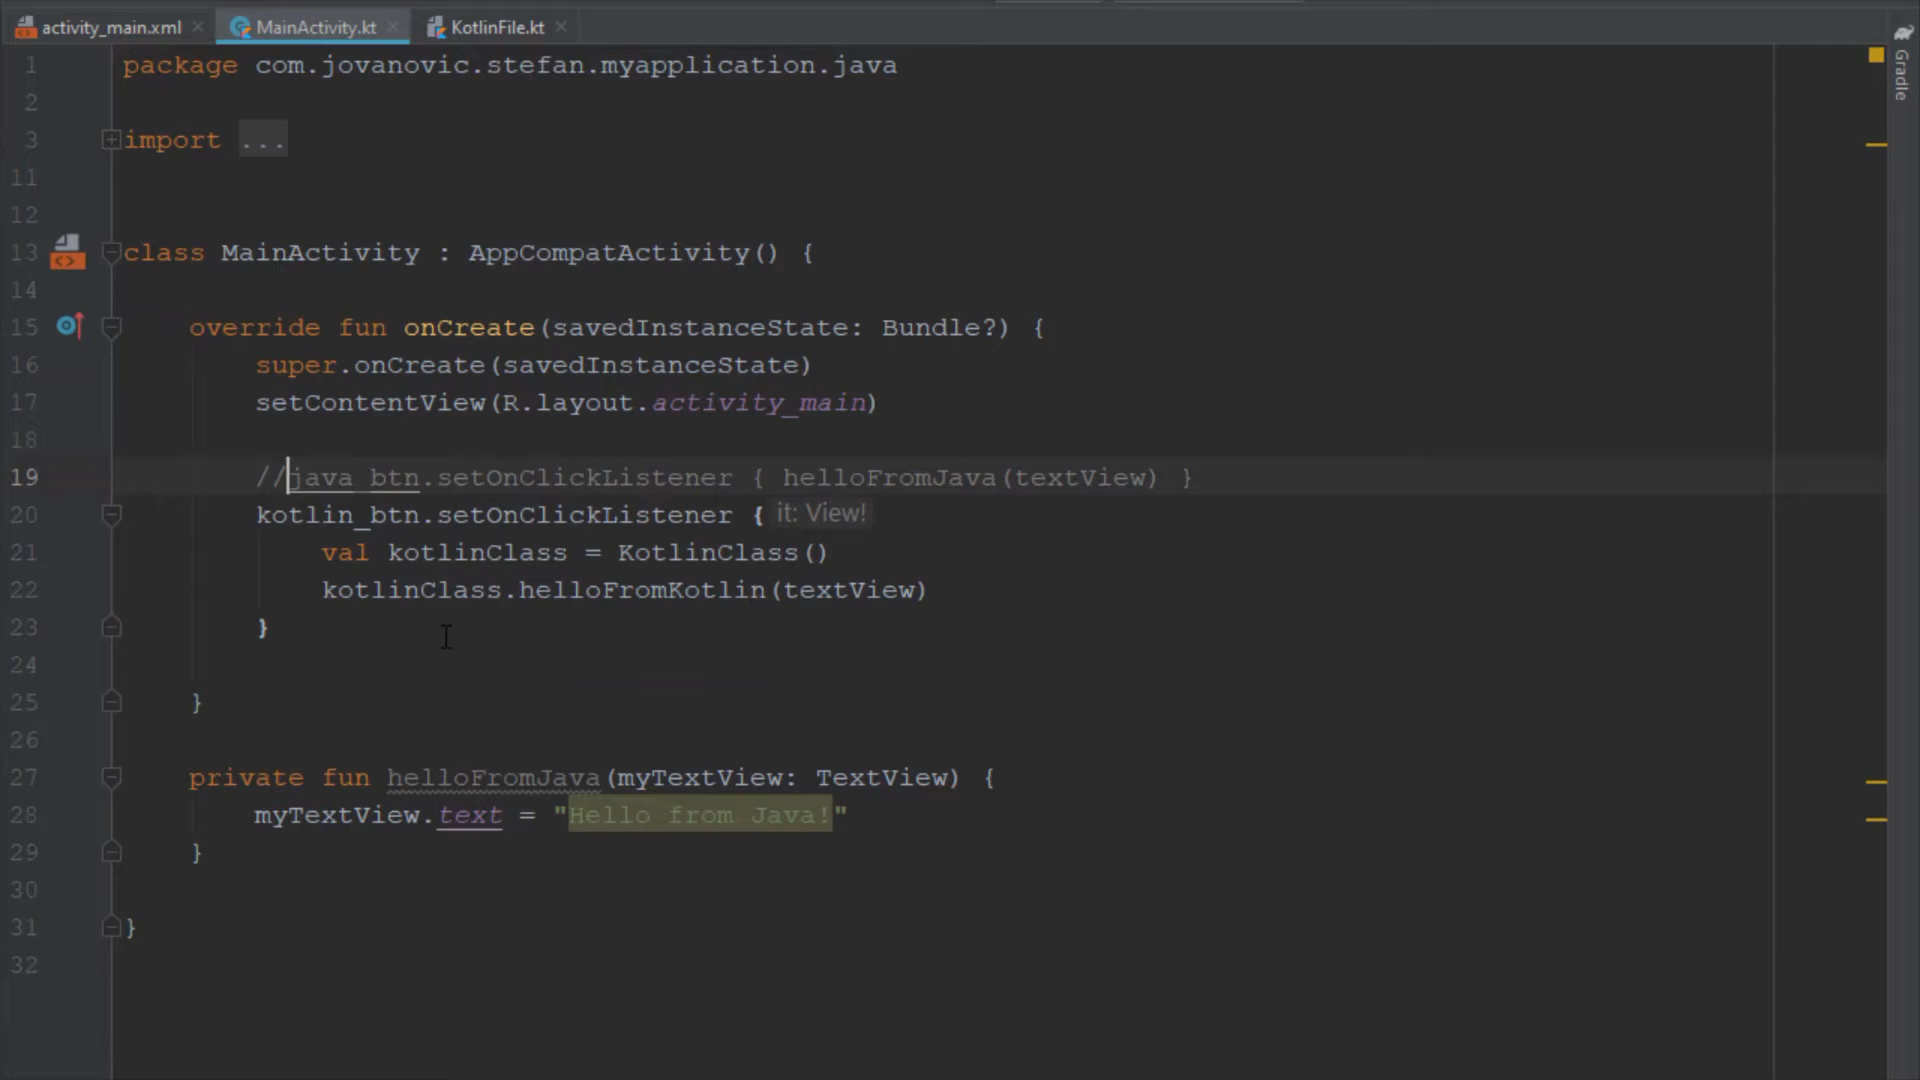 activity_main.xml MainActivity.kt KotlinFile.kt
Gradle
1 package com.jovanovic.stefan.myapplication.java
2
3 import ...
11
12
13 class MainActivity : AppCompatActivity() {
14
15 override fun onCreate(savedInstanceState: Bundle?) {
16 super.onCreate(savedInstanceState)
17 setContentView(R.layout.activity_main)
18
19 //java_btn.setOnClickListener { helloFromJava(textView) }
20 kotlin_btn.setOnClickListener { it: View!
21 val kotlinClass = KotlinClass()
22 kotlinClass.helloFromKotlin(textView)
23 }
24
25 }
26
27 private fun helloFromJava(myTextView: TextView) {
28 myTextView.text = "Hello from Java!"
29 }
30
31 }
32